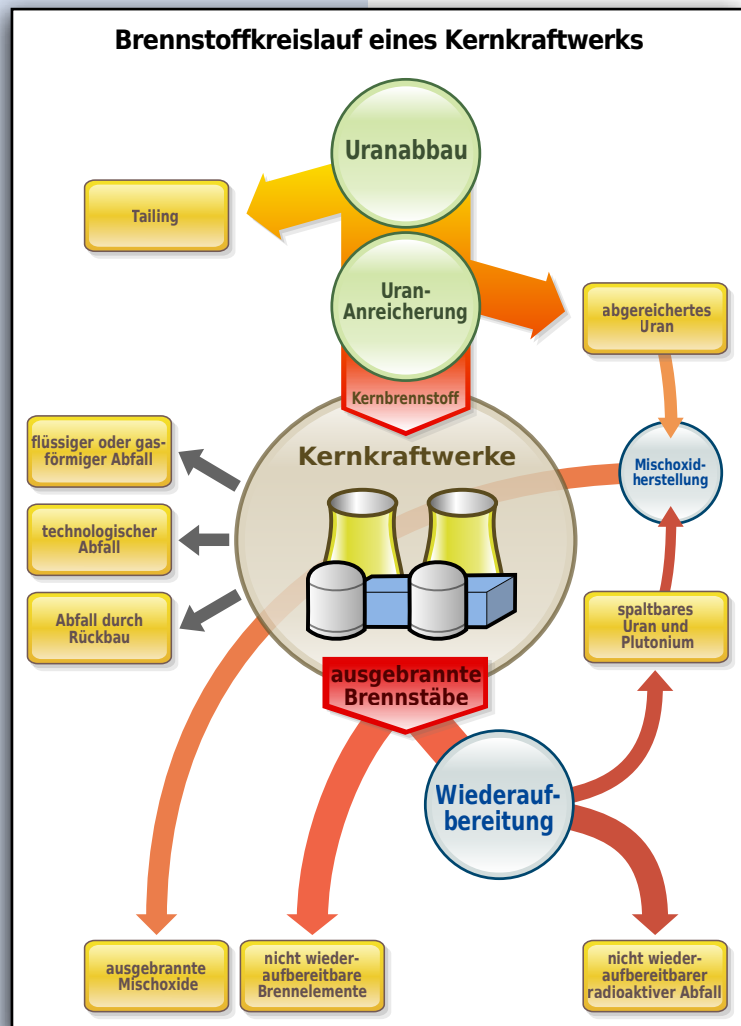 Brennstoffkreislauf eines Kernkraftwerks
Uranabbau
Tailing
Uran-
Anreicherung
abgereichertes
Uran
Kernbrennstoff
Kernkraftwerke
flüssiger oder gas-
förmiger Abfall
Mischoxid-
herstellung
technologischer
Abfall
Abfall durch
Rückbau
spaltbares
Uran und
Plutonium
ausgebrannte
Brennstäbe
Wiederauf-
bereitung
ausgebrannte
Mischoxide
nicht wieder-
aufbereitbare
Brennelemente
nicht wieder-
aufbereitbarer
radioaktiver Abfall